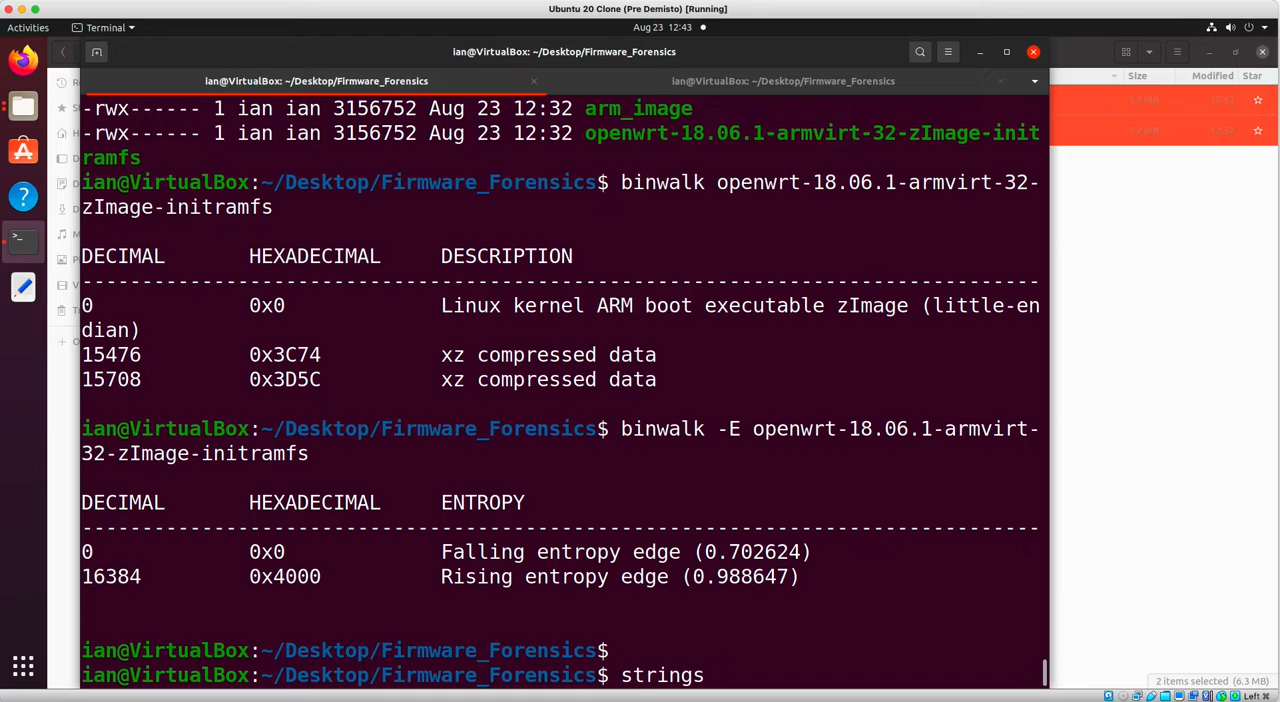 Ubuntu 20 Clone (Pre Demisto) [Running]
Activities
Terminal
Aug 23 12:43
ian@VirtualBox: ~/Desktop/Firmware_Forensics
Size
Modified
Star
ian@VirtualBox: ~/Desktop/Firmware_Forensics
ian@VirtualBox: ~/Desktop/Firmware_Forensics
-rwx------ 1 ian ian 3156752 Aug 23 12:32 arm_image
-rwx------ 1 ian ian 3156752 Aug 23 12:32 openwrt-18.06.1-armvirt-32-zImage-init
ramfs
ian@VirtualBox:~/Desktop/Firmware_Forensics$ binwalk openwrt-18.06.1-armvirt-32-
zImage-initramfs
DECIMAL HEXADECIMAL DESCRIPTION
--------------------------------------------------------------------------------
0 0x0 Linux kernel ARM boot executable zImage (little-en
dian)
15476 0x3C74 xz compressed data
15708 0x3D5C xz compressed data
ian@VirtualBox:~/Desktop/Firmware_Forensics$ binwalk -E openwrt-18.06.1-armvirt-
32-zImage-initramfs
DECIMAL HEXADECIMAL ENTROPY
--------------------------------------------------------------------------------
0 0x0 Falling entropy edge (0.702624)
16384 0x4000 Rising entropy edge (0.988647)
ian@VirtualBox:~/Desktop/Firmware_Forensics$
ian@VirtualBox:~/Desktop/Firmware_Forensics$ strings
2 items selected (6.3 MB)
Left ⌘